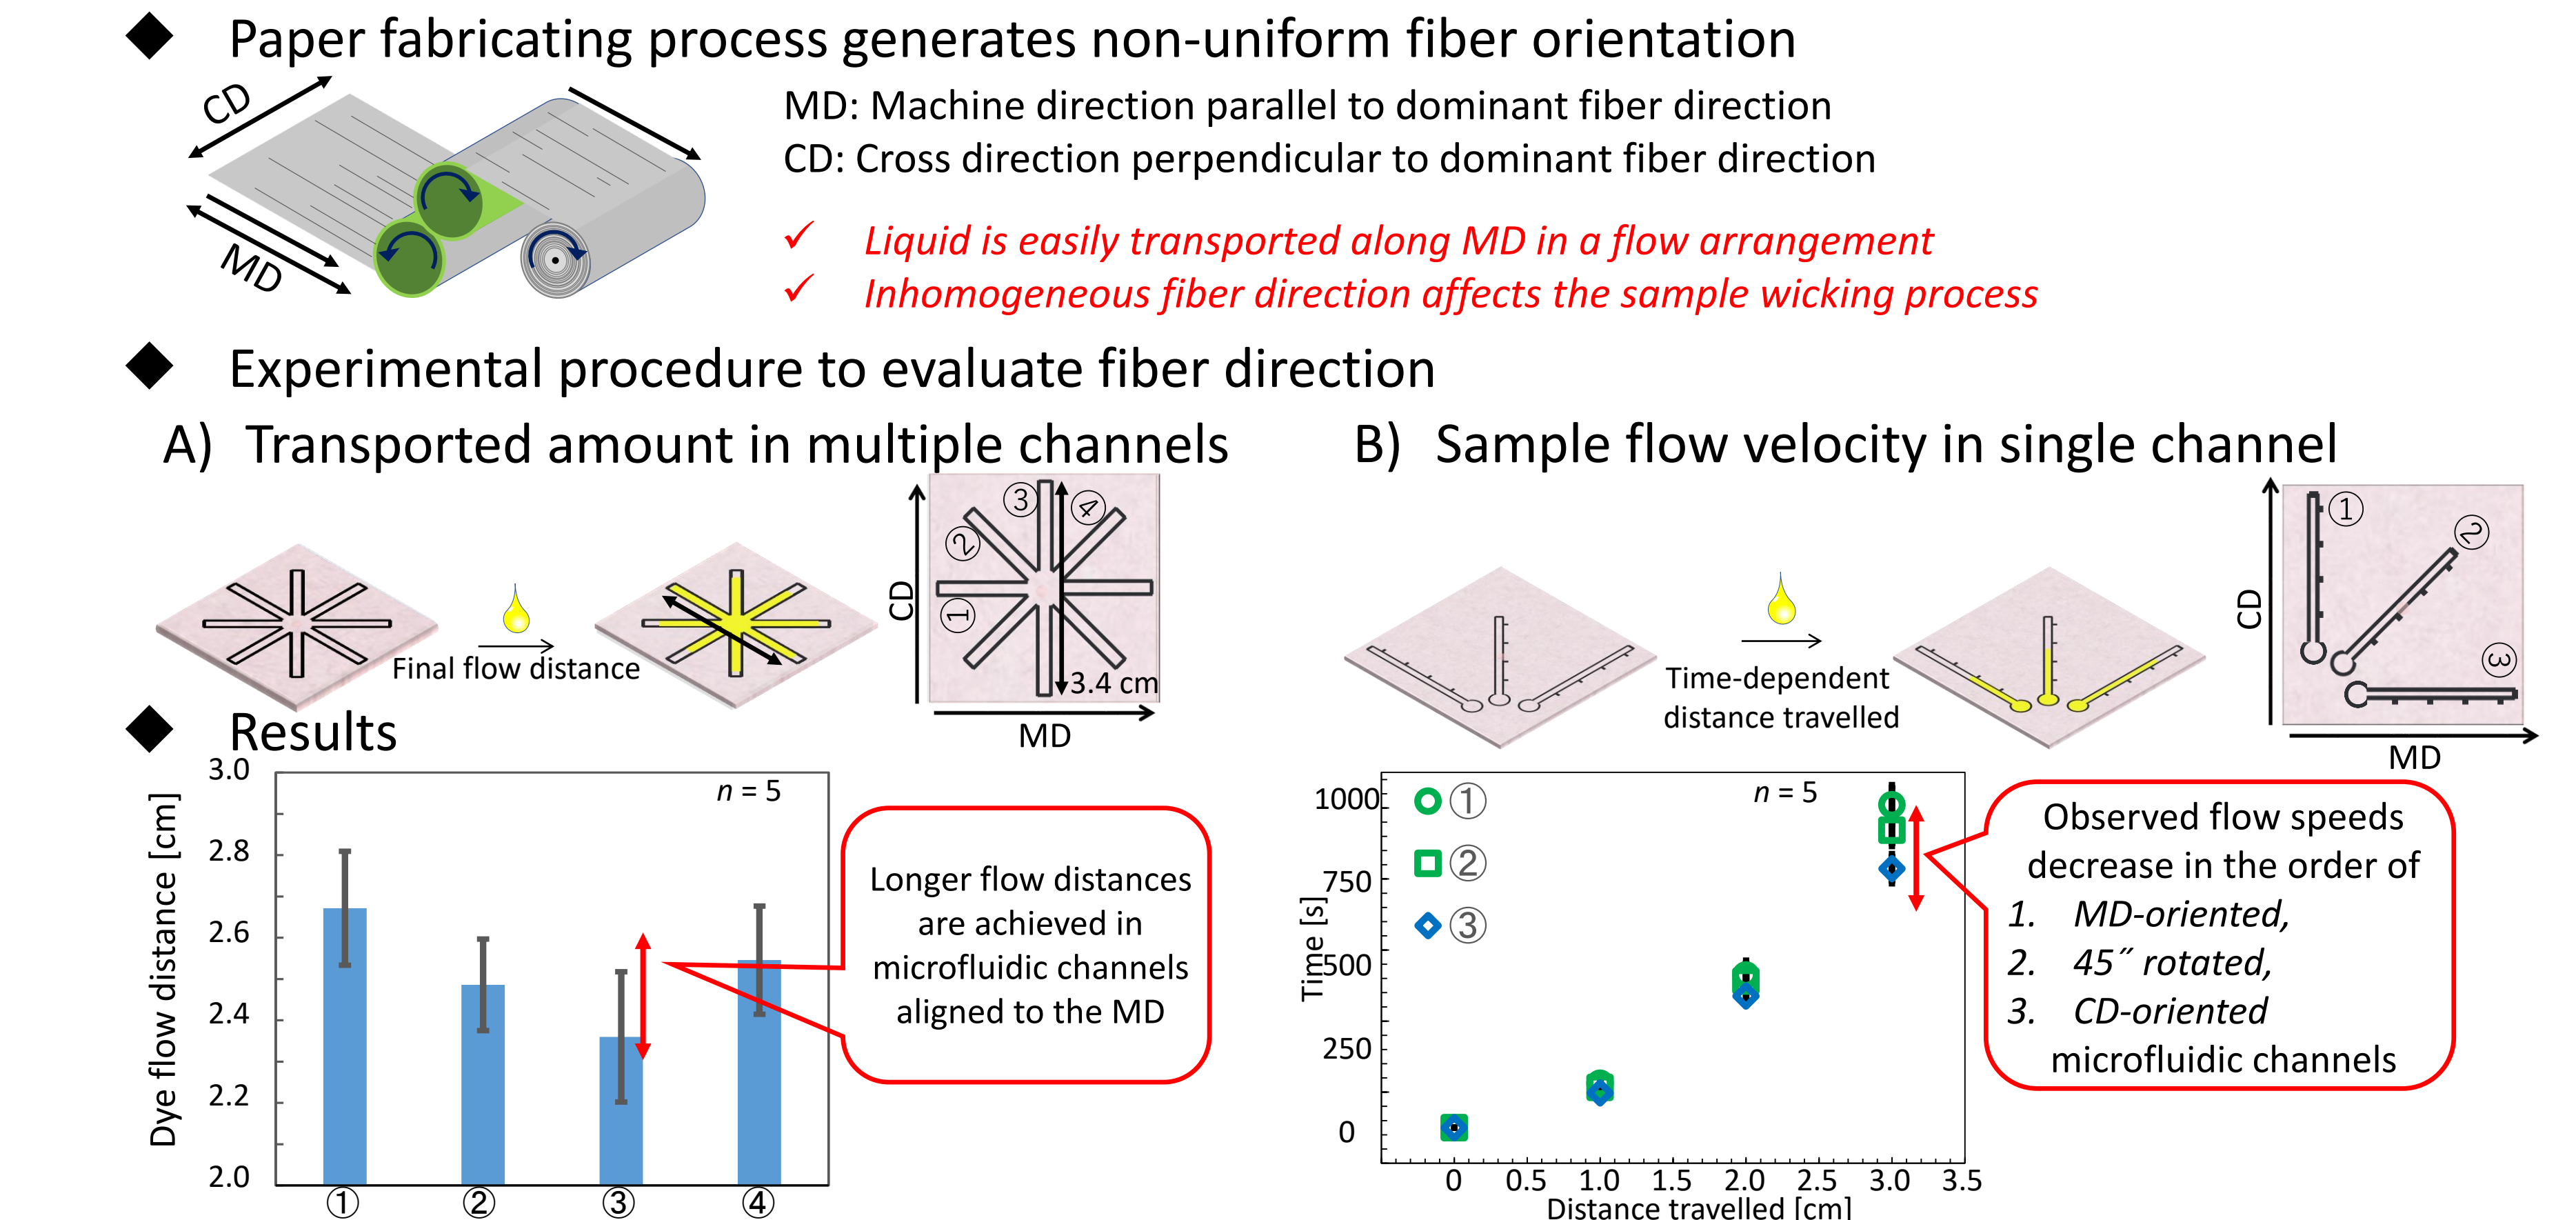 ◆ Paper fabricating process generates non-uniform fiber orientation
CD
MD
MD: Machine direction parallel to dominant fiber direction
CD: Cross direction perpendicular to dominant fiber direction
✓ Liquid is easily transported along MD in a flow arrangement
✓ Inhomogeneous fiber direction affects the sample wicking process
◆ Experimental procedure to evaluate fiber direction
A) Transported amount in multiple channels
Final flow distance
CD
①
②
③
④
3.4 cm
MD
B) Sample flow velocity in single channel
Time-dependent
distance travelled
CD
①
②
③
MD
◆ Results
Dye flow distance [cm]
3.0
2.8
2.6
2.4
2.2
2.0
n = 5
① ② ③ ④
Longer flow distances
are achieved in
microfluidic channels
aligned to the MD
Time [s]
1000
750
500
250
0
①
②
③
n = 5
0 0.5 1.0 1.5 2.0 2.5 3.0 3.5
Distance travelled [cm]
Observed flow speeds
decrease in the order of
1. MD-oriented,
2. 45˝ rotated,
3. CD-oriented
microfluidic channels